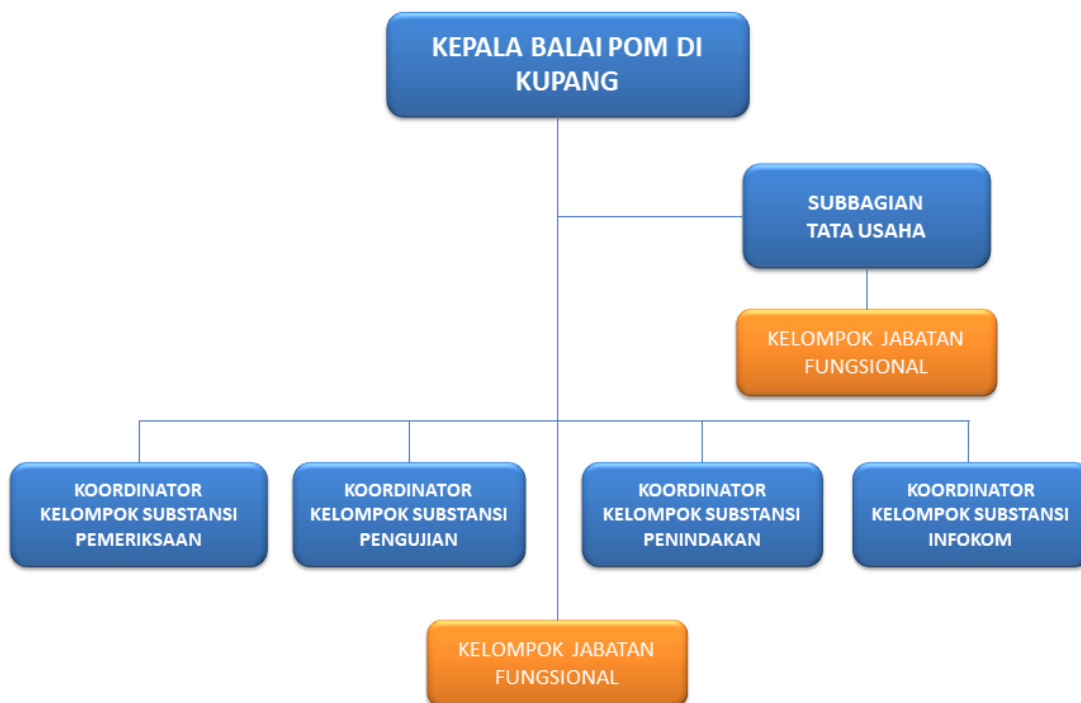 KEPALA BALAI POM DI
KUPANG
SUBBAGIAN
TATA USAHA
KELOMPOK JABATAN
FUNGSIONAL
KOORDINATOR
KELOMPOK SUBSTANSI
PEMERIKSAAN
KOORDINATOR
KELOMPOK SUBSTANSI
PENGUJIAN
KOORDINATOR
KELOMPOK SUBSTANSI
PENINDAKAN
KOORDINATOR
KELOMPOK SUBSTANSI
INFOKOM
KELOMPOK JABATAN
FUNGSIONAL